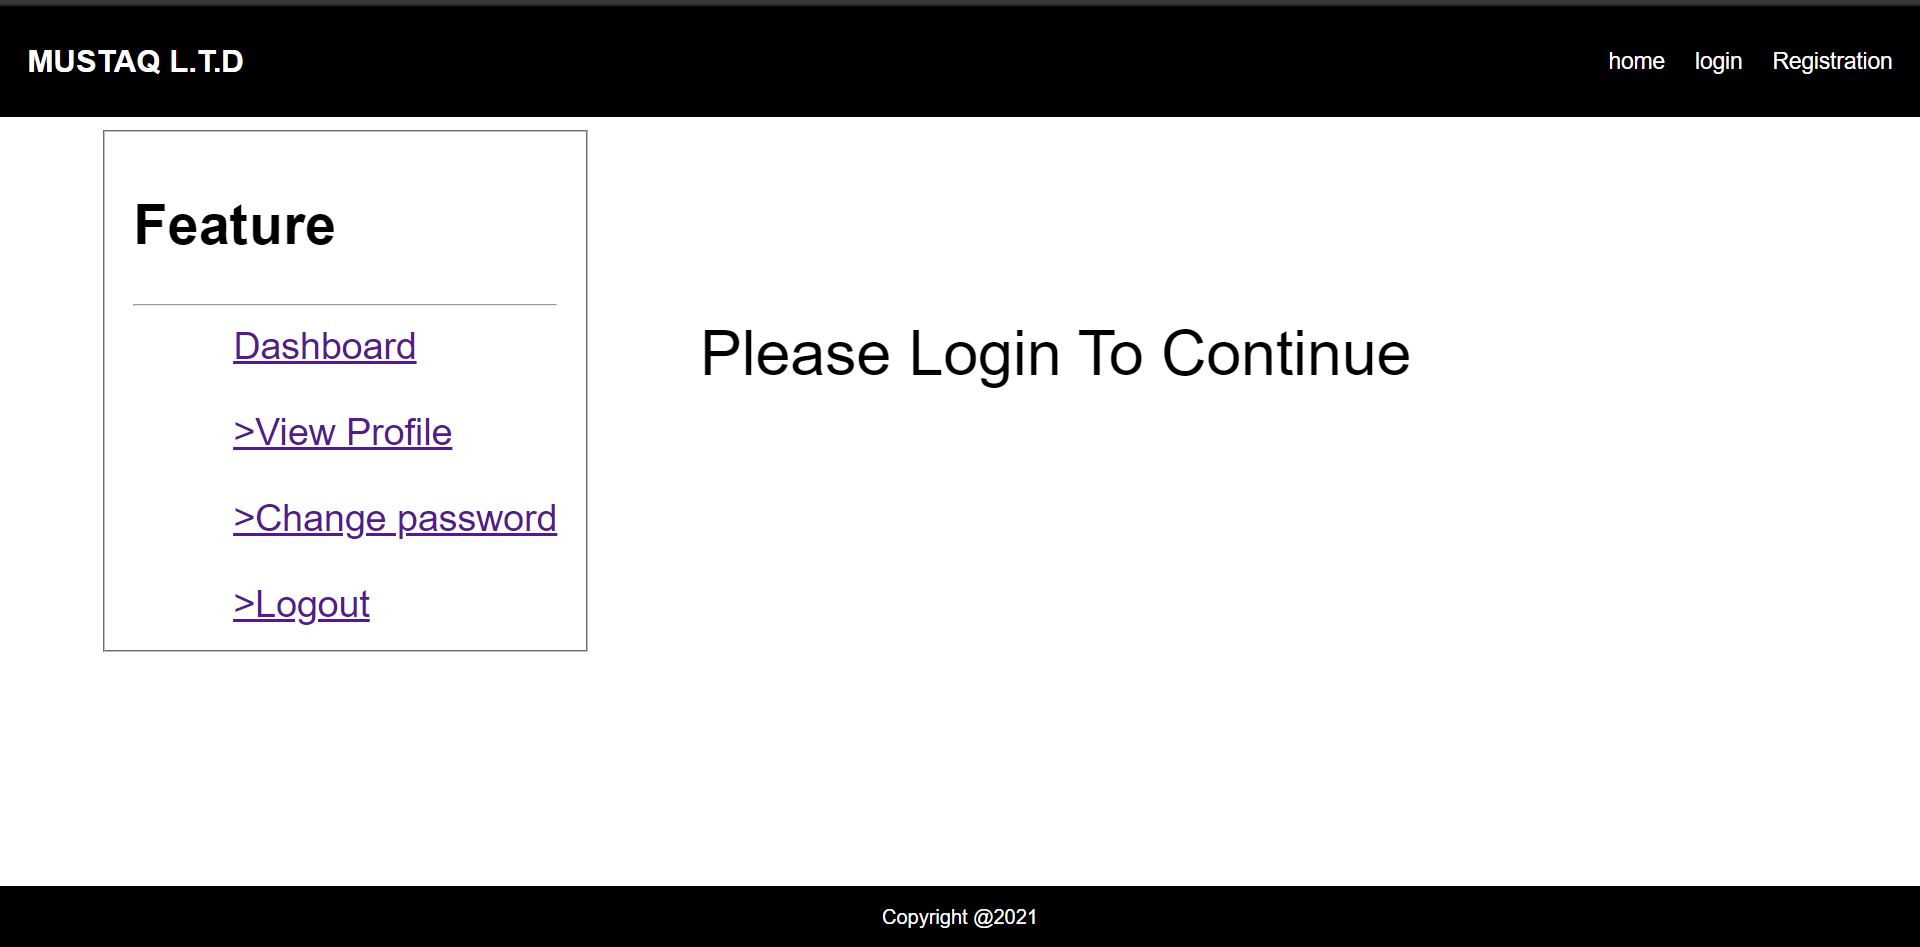 MUSTAQ L.T.D
home login Registration
Feature
Dashboard
>View Profile
>Change password
>Logout
Please Login To Continue
Copyright @2021